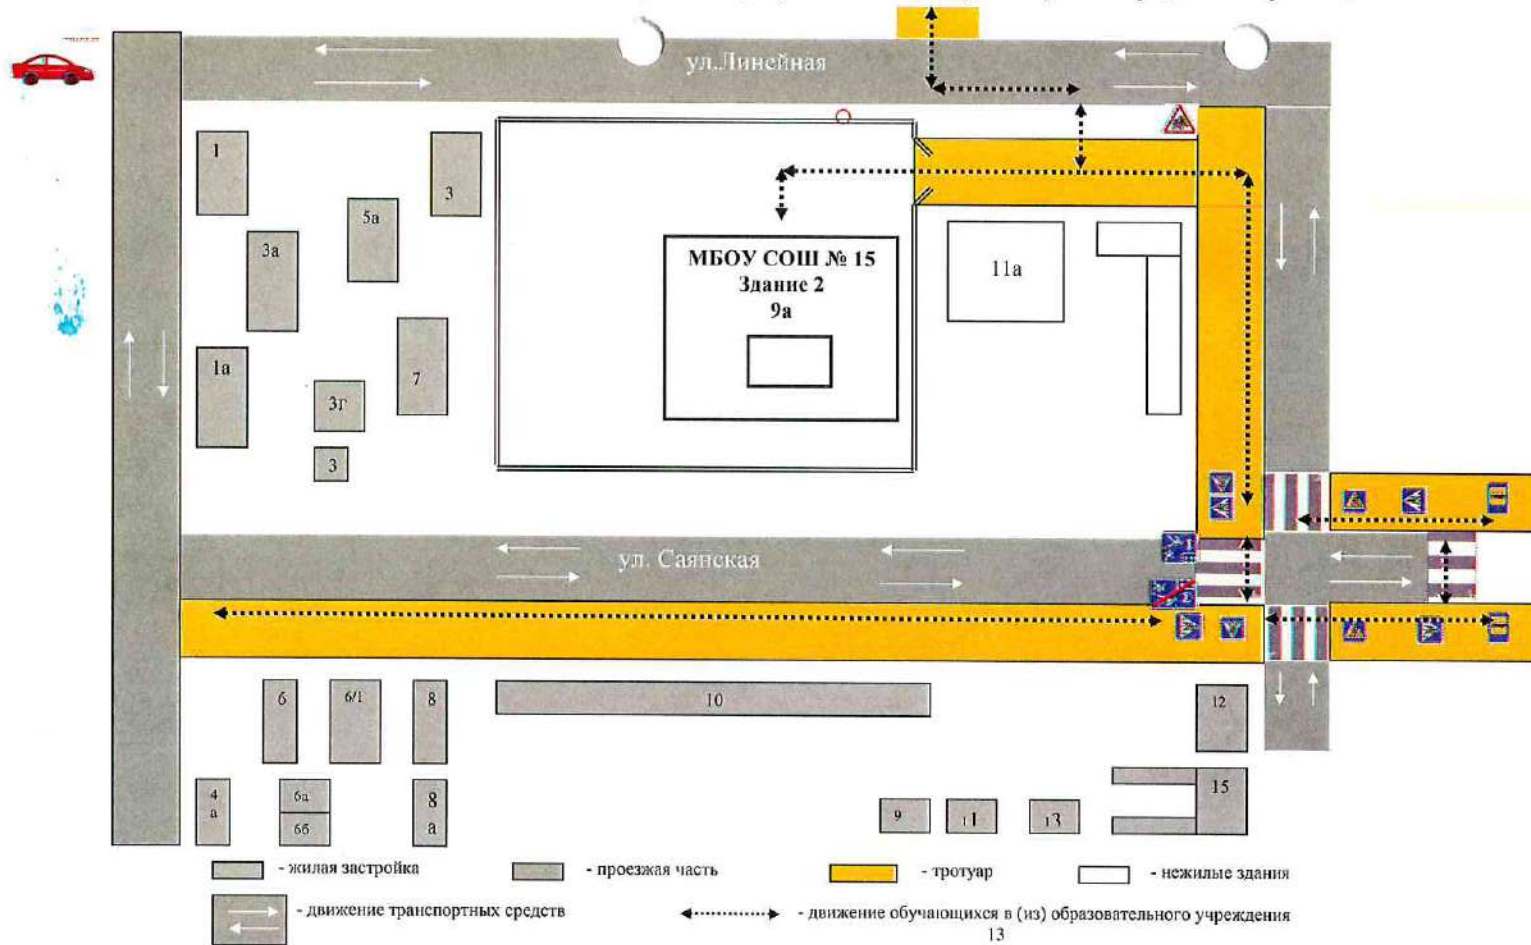 ул.Линейная
1
3
5а
3а
МБОУ СОШ № 15
Здание 2
9а
11а
1а
3г
7
3
ул. Саянская
6
6/1
8
10
12
4
а
6а
6б
8
а
9
11
13
15
- жилая застройка
- проезжая часть
- тротуар
- нежилые здания
- движение транспортных средств
- движение обучающихся в (из) образовательного учреждения
13